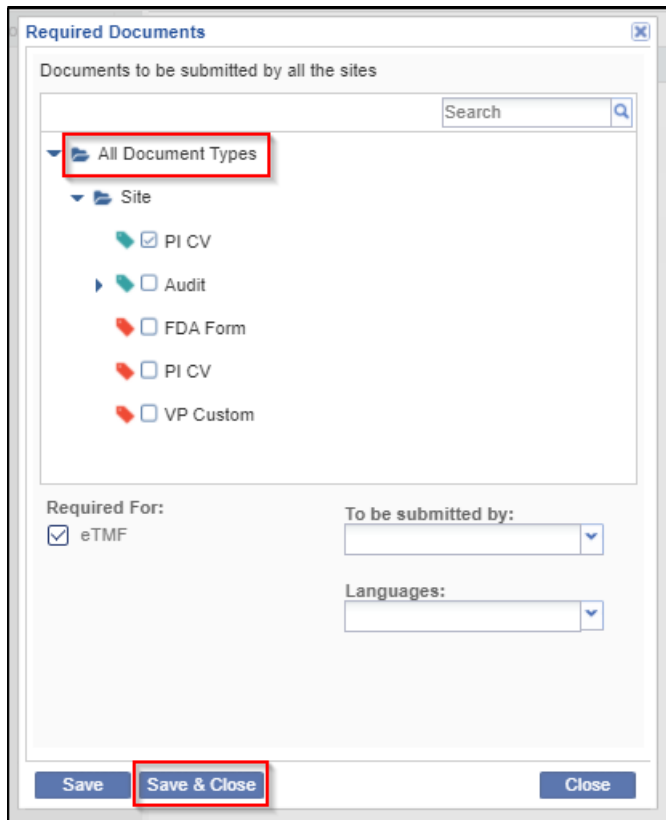 Required Documents
Documents to be submitted by all the sites
Search
All Document Types
Site
PI CV
Audit
FDA Form
PI CV
VP Custom
Required For:
eTMF
To be submitted by:
Languages:
Save
Save & Close
Close